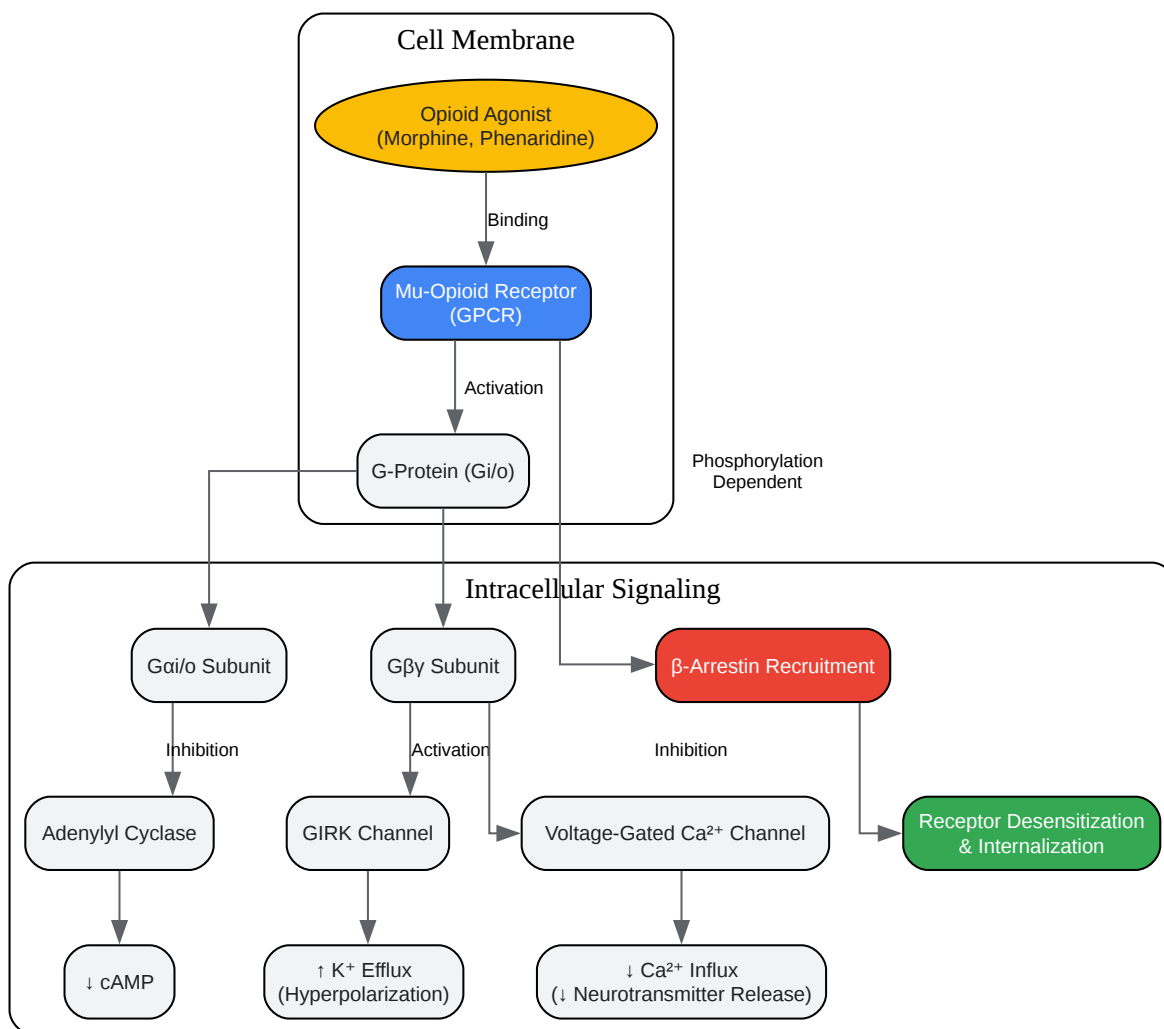 Cell Membrane
Opioid Agonist
(Morphine, Phenaridine)
Binding
Mu-Opioid Receptor
(GPCR)
Activation
G-Protein (Gi/o)
Phosphorylation
Dependent
Intracellular Signaling
Gαi/o Subunit
Gβγ Subunit
β-Arrestin Recruitment
Inhibition
Activation
Inhibition
Adenylyl Cyclase
GIRK Channel
Voltage-Gated Ca²⁺ Channel
Receptor Desensitization
& Internalization
↓ cAMP
↑ K⁺ Efflux
(Hyperpolarization)
↓ Ca²⁺ Influx
(↓ Neurotransmitter Release)